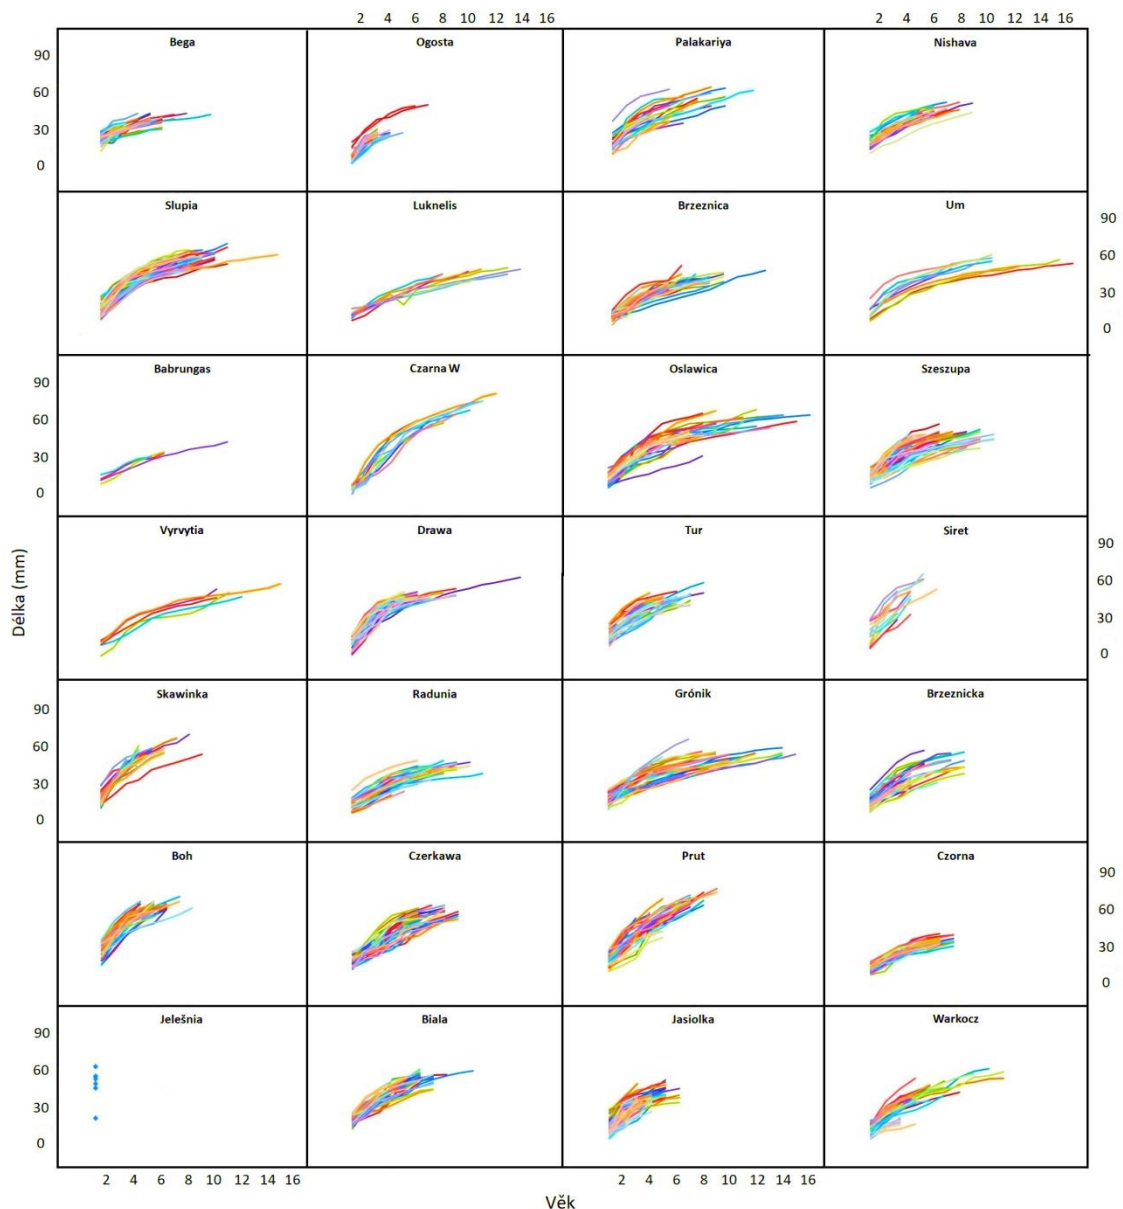 2 4 6 8 10 12 14 16 2 4 6 8 10 12 14 16
Bega Ogosta Palakariya Nishava
90
60
30
0
Slupia Luknelis Brzeznica Um
90
60
30
0
Babrungas Czarna W Oslawica Szeszupa
90
60
30
0
Vyrvytia Drawa Tur Siret
90
60
30
0
Délka (mm)
Skawinka Radunia Grónik Brzeznicka
90
60
30
0
Boh Czerkawa Prut Czorna
90
60
30
0
Jelešnia Biala Jasiolka Warkocz
90
60
30
0
2 4 6 8 10 12 14 16 2 4 6 8 10 12 14 16
Věk